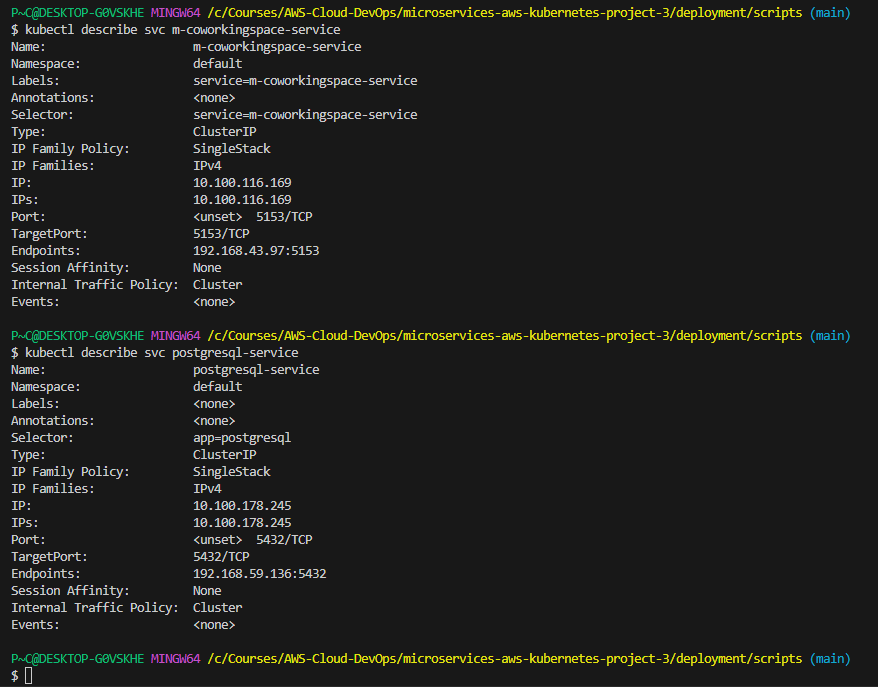 P~C@DESKTOP-G0VSKHE MINGW64 /c/Courses/AWS-Cloud-DevOps/microservices-aws-kubernetes-project-3/deployment/scripts (main)
$ kubectl describe svc m-coworkingspace-service
Name:                     m-coworkingspace-service
Namespace:                default
Labels:                   service=m-coworkingspace-service
Annotations:              <none>
Selector:                 service=m-coworkingspace-service
Type:                     ClusterIP
IP Family Policy:         SingleStack
IP Families:              IPv4
IP:                       10.100.116.169
IPs:                      10.100.116.169
Port:                     <unset>  5153/TCP
TargetPort:               5153/TCP
Endpoints:                192.168.43.97:5153
Session Affinity:         None
Internal Traffic Policy:  Cluster
Events:                   <none>

P~C@DESKTOP-G0VSKHE MINGW64 /c/Courses/AWS-Cloud-DevOps/microservices-aws-kubernetes-project-3/deployment/scripts (main)
$ kubectl describe svc postgresql-service
Name:                     postgresql-service
Namespace:                default
Labels:                   <none>
Annotations:              <none>
Selector:                 app=postgresql
Type:                     ClusterIP
IP Family Policy:         SingleStack
IP Families:              IPv4
IP:                       10.100.178.245
IPs:                      10.100.178.245
Port:                     <unset>  5432/TCP
TargetPort:               5432/TCP
Endpoints:                192.168.59.136:5432
Session Affinity:         None
Internal Traffic Policy:  Cluster
Events:                   <none>

P~C@DESKTOP-G0VSKHE MINGW64 /c/Courses/AWS-Cloud-DevOps/microservices-aws-kubernetes-project-3/deployment/scripts (main)
$